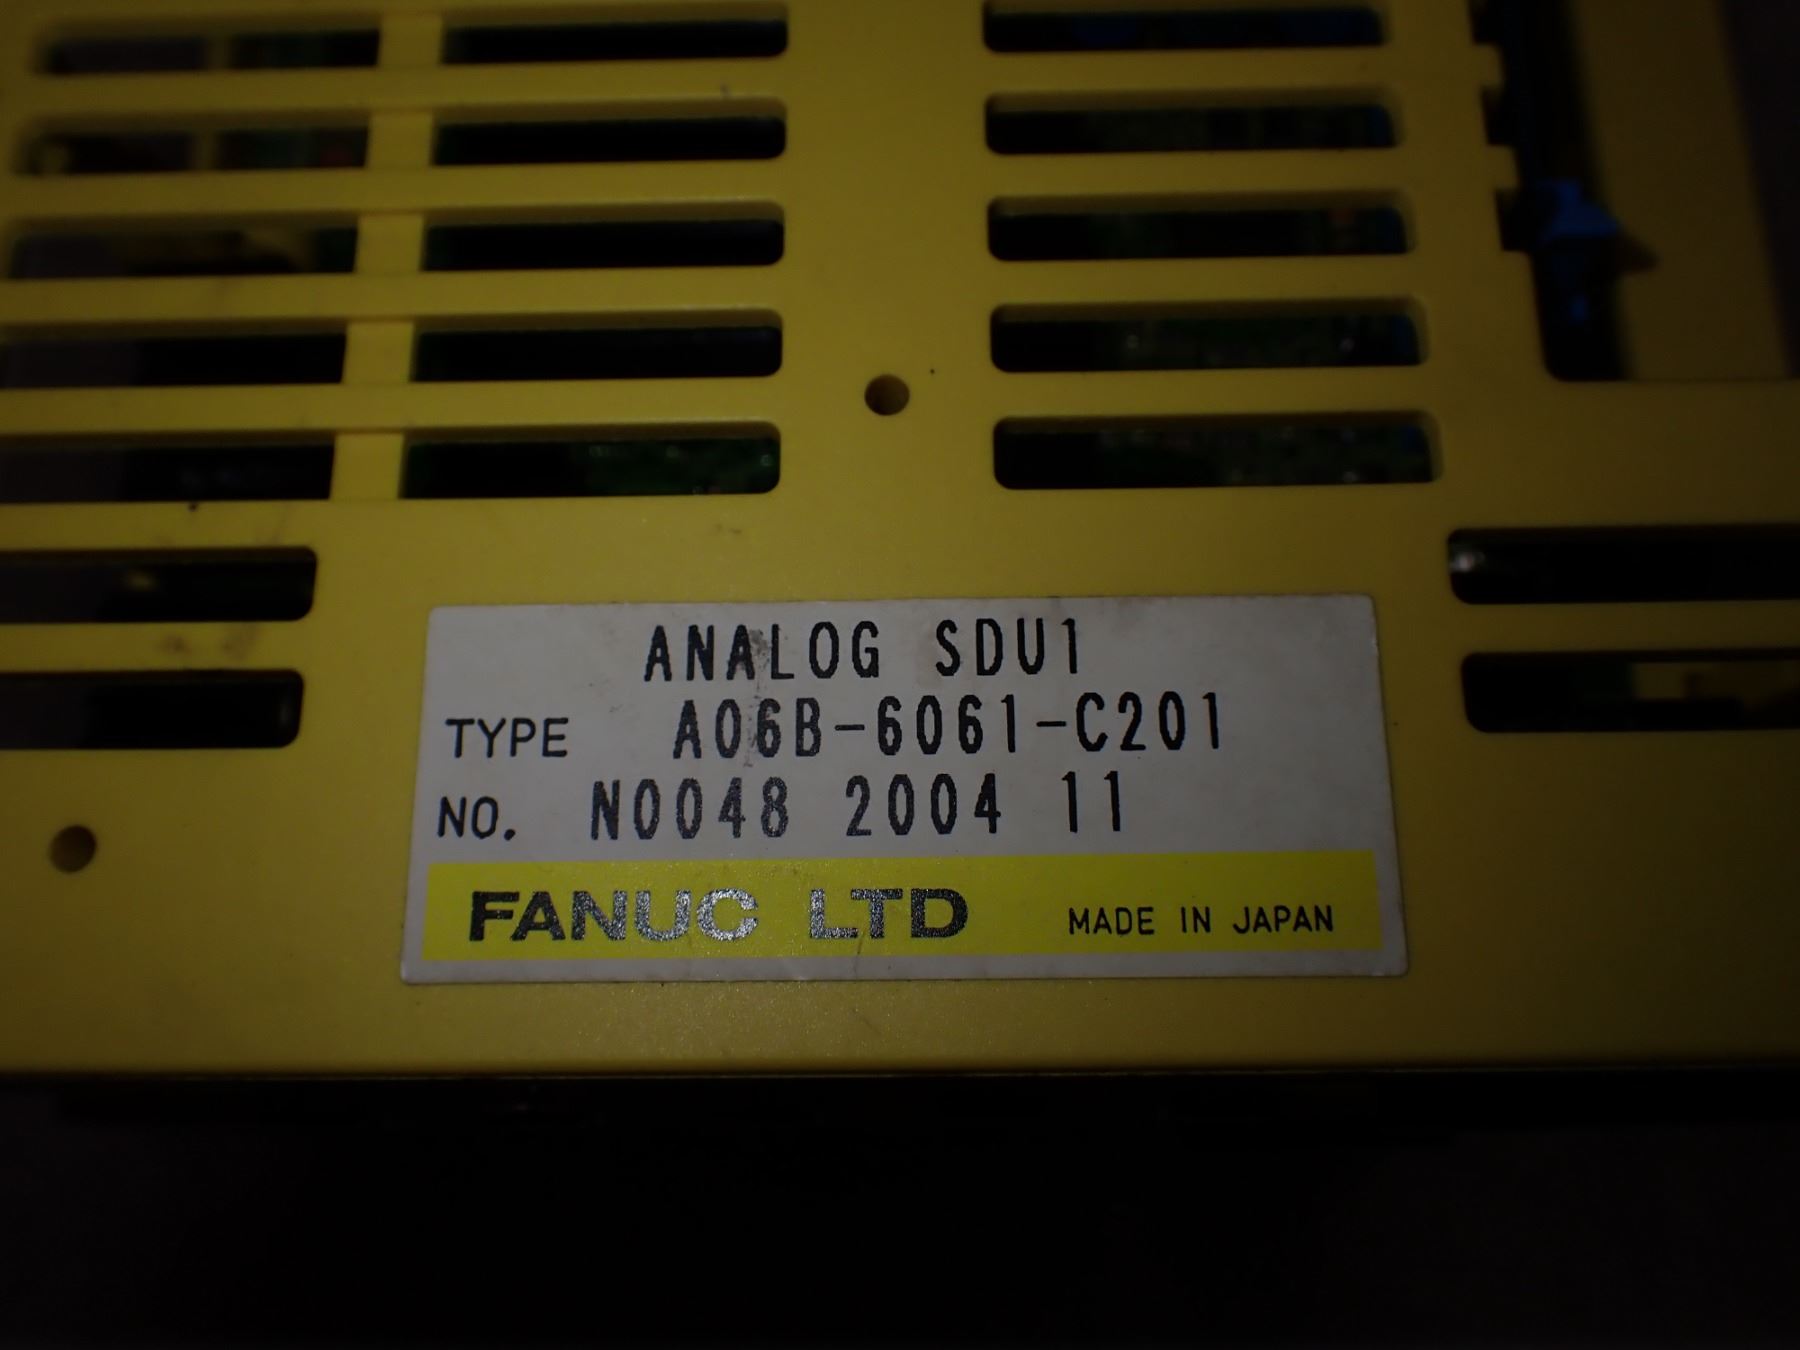 ANALOG SDU1
TYPE A06B-6061-C201
NO. N0048 2004 11
FANUC LTD MADE IN JAPAN